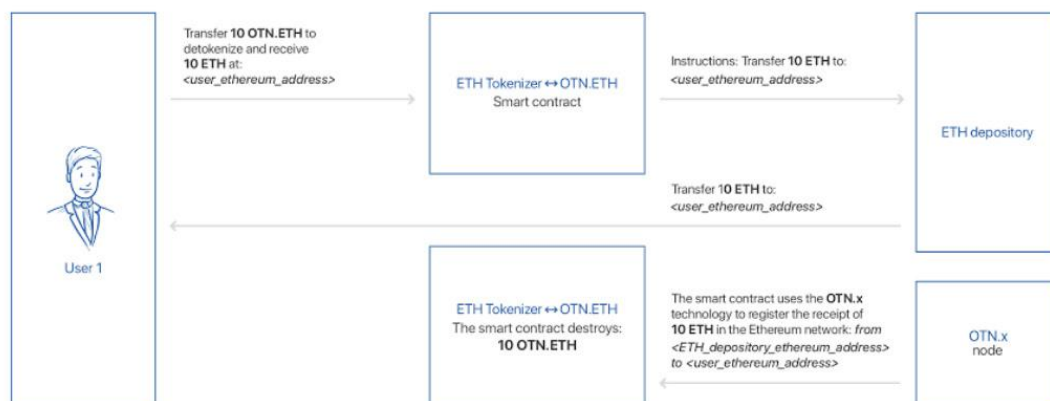 Transfer 10 OTN.ETH to
detokenize and receive
10 ETH at:
<user_ethereum_address>
User 1
ETH Tokenizer ↔ OTN.ETH
Smart contract
Instructions: Transfer 10 ETH to:
<user_ethereum_address>
ETH depository
Transfer 10 ETH to:
<user_ethereum_address>
ETH Tokenizer ↔ OTN.ETH
The smart contract destroys:
10 OTN.ETH
The smart contract uses the OTN.x
technology to register the receipt of
10 ETH in the Ethereum network: from
<ETH_depository_ethereum_address>
to <user_ethereum_address>
OTN.x
node